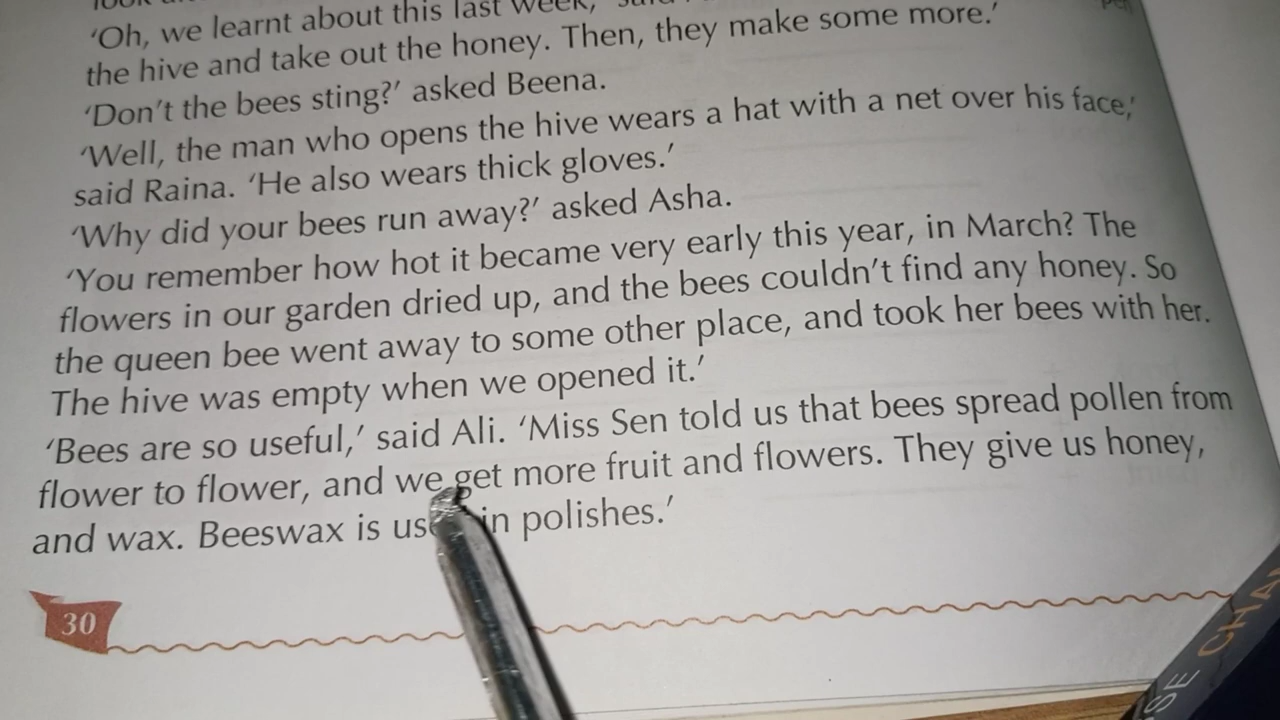 'Oh, we learnt about this last week,'
the hive and take out the honey. Then, they make some more.'
'Don't the bees sting?' asked Beena.
'Well, the man who opens the hive wears a hat with a net over his face,'
said Raina. 'He also wears thick gloves.'
'Why did your bees run away?' asked Asha.
'You remember how hot it became very early this year, in March? The
flowers in our garden dried up, and the bees couldn't find any honey. So
the queen bee went away to some other place, and took her bees with her.
The hive was empty when we opened it.'
'Bees are so useful,' said Ali. 'Miss Sen told us that bees spread pollen from
flower to flower, and we get more fruit and flowers. They give us honey,
and wax. Beeswax is in polishes.'
30